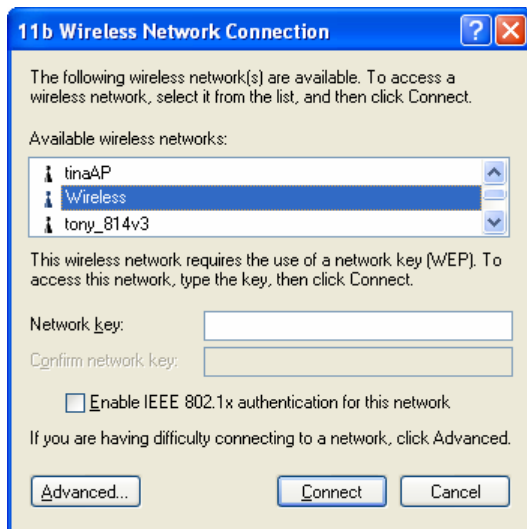 11b Wireless Network Connection
The following wireless network(s) are available. To access a
wireless network, select it from the list, and then click Connect.
Available wireless networks:
tinaAP
Wireless
tony_814v3
This wireless network requires the use of a network key (WEP). To
access this network, type the key, then click Connect.
Network key:
Confirm network key:
Enable IEEE 802.1x authentication for this network
If you are having difficulty connecting to a network, click Advanced.
Advanced... Connect Cancel